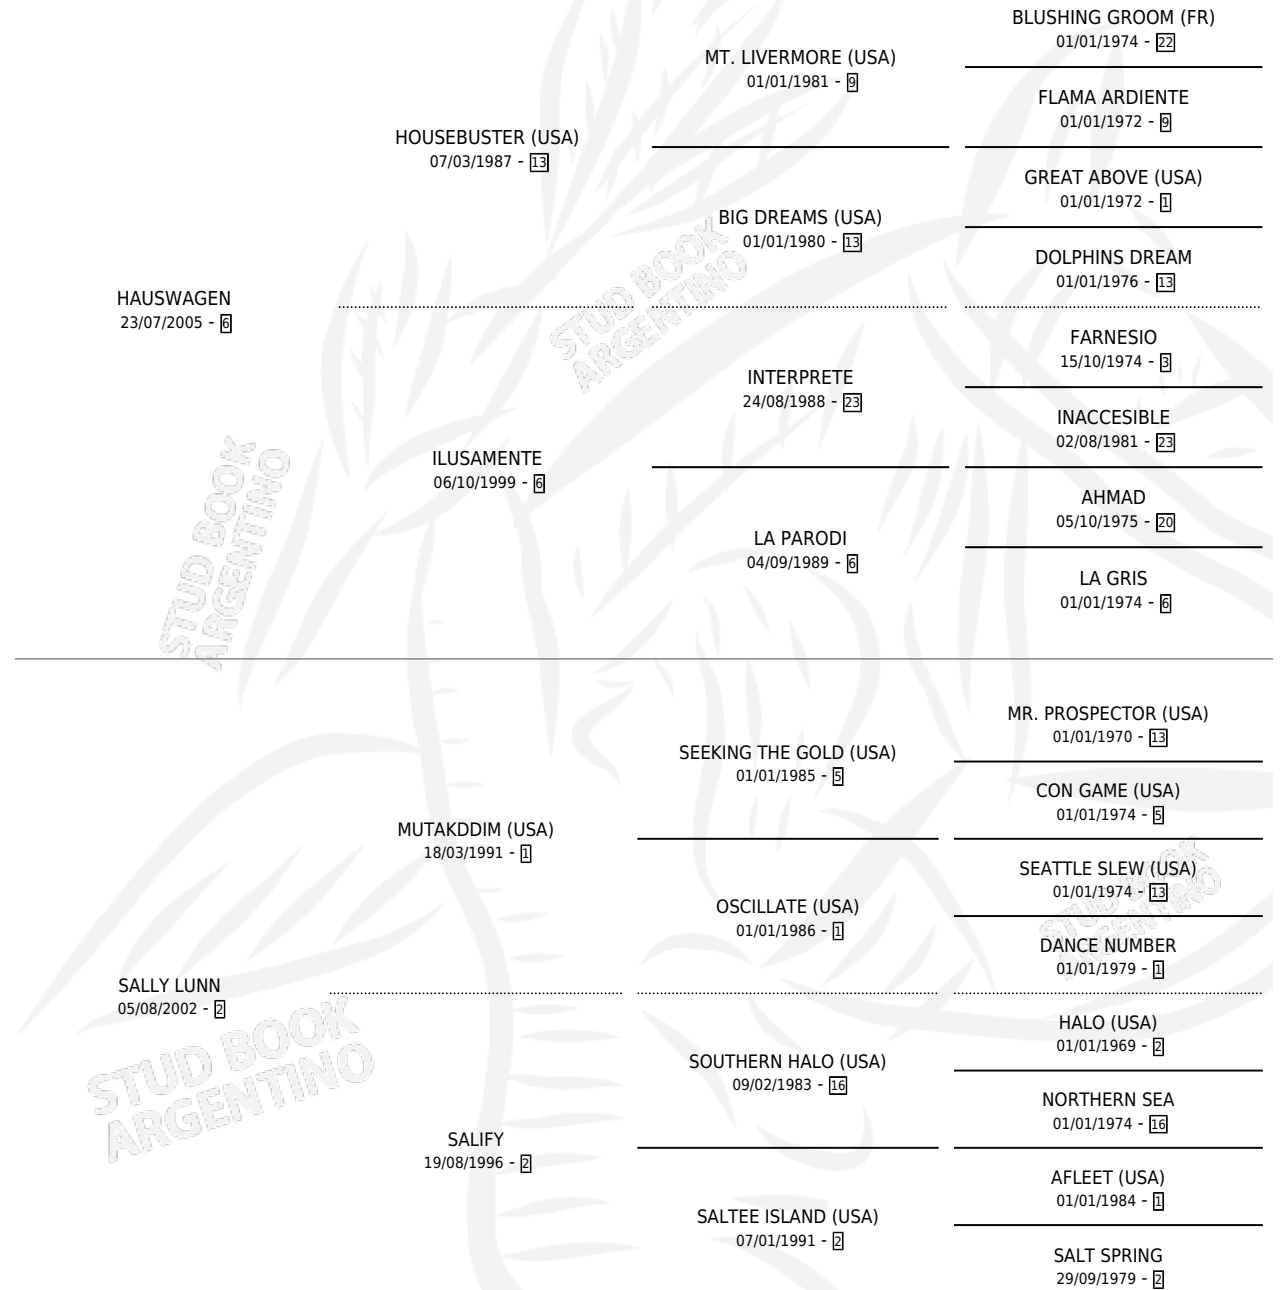 BLUSHING GROOM (FR)
01/01/1974 - 22
MT. LIVERMORE (USA)
01/01/1981 - 9
FLAMA ARDIENTE
01/01/1972 - 9
HOUSEBUSTER (USA)
07/03/1987 - 13
GREAT ABOVE (USA)
01/01/1972 - 1
BIG DREAMS (USA)
01/01/1980 - 13
DOLPHINS DREAM
01/01/1976 - 13
HAUSWAGEN
23/07/2005 - 6
FARNESIO
15/10/1974 - 3
INTERPRETE
24/08/1988 - 23
INACCESIBLE
02/08/1981 - 23
ILUSAMENTE
06/10/1999 - 6
AHMAD
05/10/1975 - 20
LA PARODI
04/09/1989 - 6
LA GRIS
01/01/1974 - 6
MR. PROSPECTOR (USA)
01/01/1970 - 13
SEEKING THE GOLD (USA)
01/01/1985 - 5
CON GAME (USA)
01/01/1974 - 5
MUTAKDDIM (USA)
18/03/1991 - 1
SEATTLE SLEW (USA)
01/01/1974 - 13
OSCILLATE (USA)
01/01/1986 - 1
DANCE NUMBER
01/01/1979 - 1
SALLY LUNN
05/08/2002 - 2
HALO (USA)
01/01/1969 - 2
SOUTHERN HALO (USA)
09/02/1983 - 16
NORTHERN SEA
01/01/1974 - 16
SALIFY
19/08/1996 - 2
AFLEET (USA)
01/01/1984 - 1
SALTEE ISLAND (USA)
07/01/1991 - 2
SALT SPRING
29/09/1979 - 2
STUD BOOK
ARGENTINO
STUD BOOK
ARGENTINO
STUD BOOK
ARGENTINO
STUD BOOK
ARGENTINO